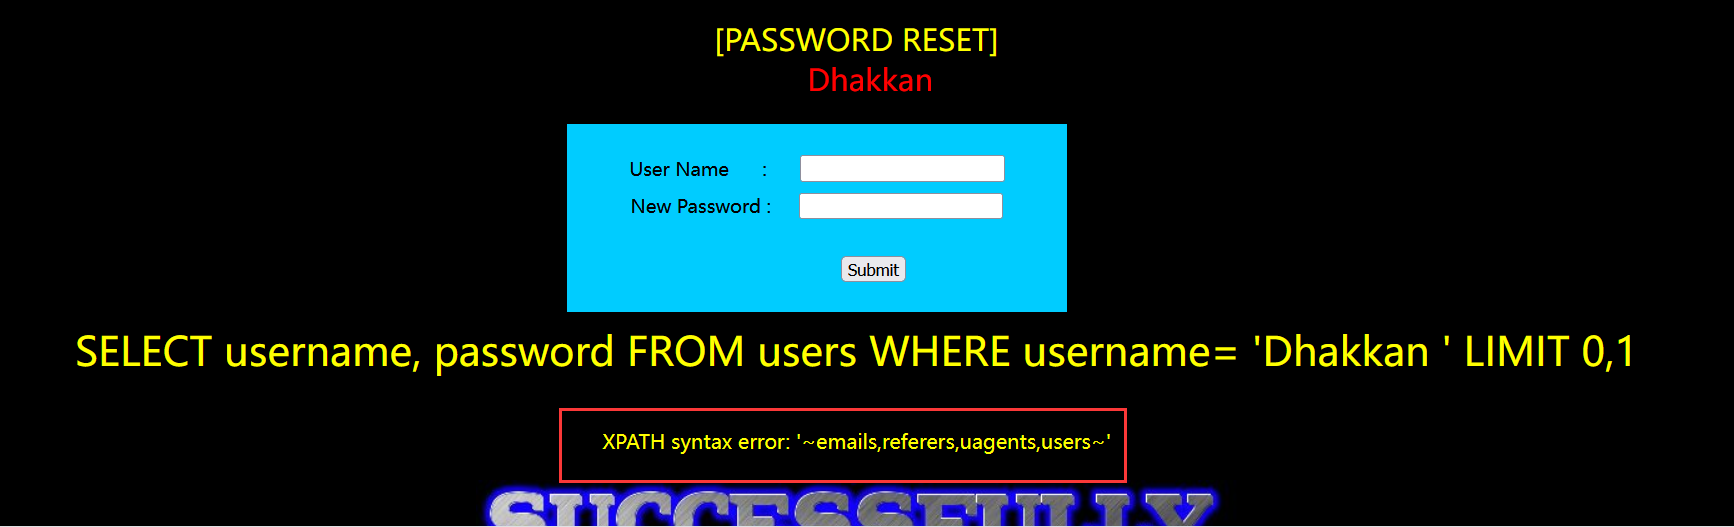 [PASSWORD RESET]
Dhakkan
User Name :
New Password :
Submit
SELECT username, password FROM users WHERE username= 'Dhakkan ' LIMIT 0,1
XPATH syntax error: '~emails,referers,uagents,users~'
SUCCESSFULLY